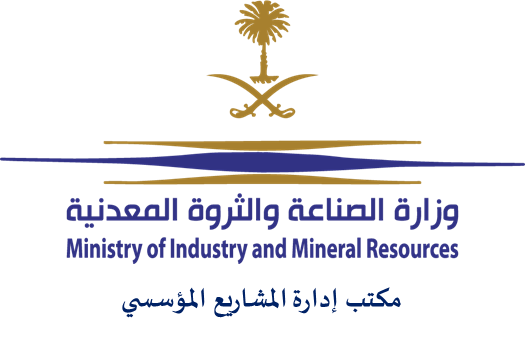 وزارة الصناعة والثروة المعدنية
Ministry of Industry and Mineral Resources
مكتب إدارة المشاريع المؤسسي